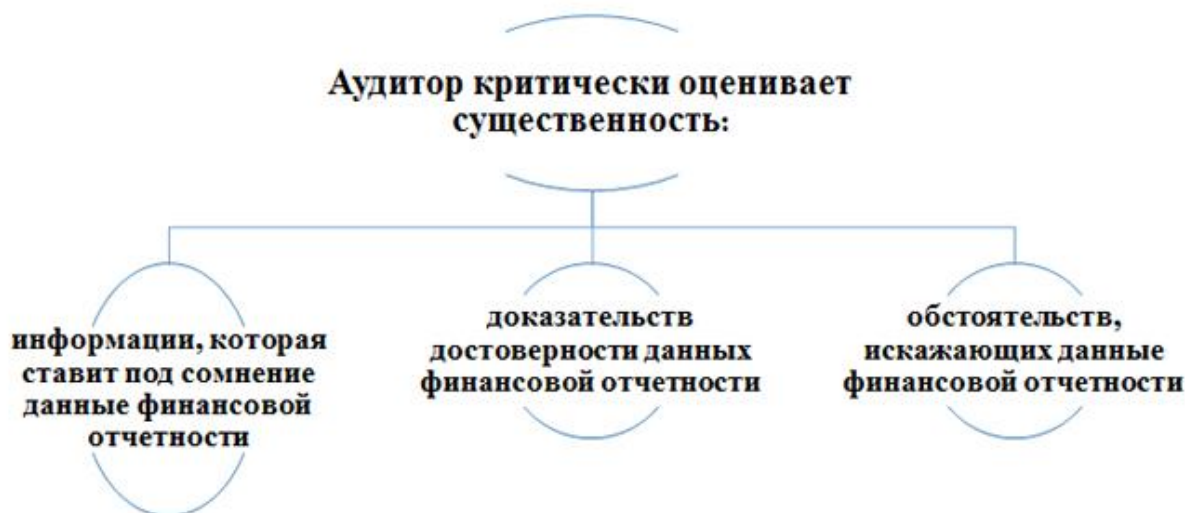 Аудитор критически оценивает
существенность:
информации, которая
ставит под сомнение
данные финансовой
отчетности
доказательств
достоверности данных
финансовой отчетности
обстоятельств,
искажающих данные
финансовой отчетности